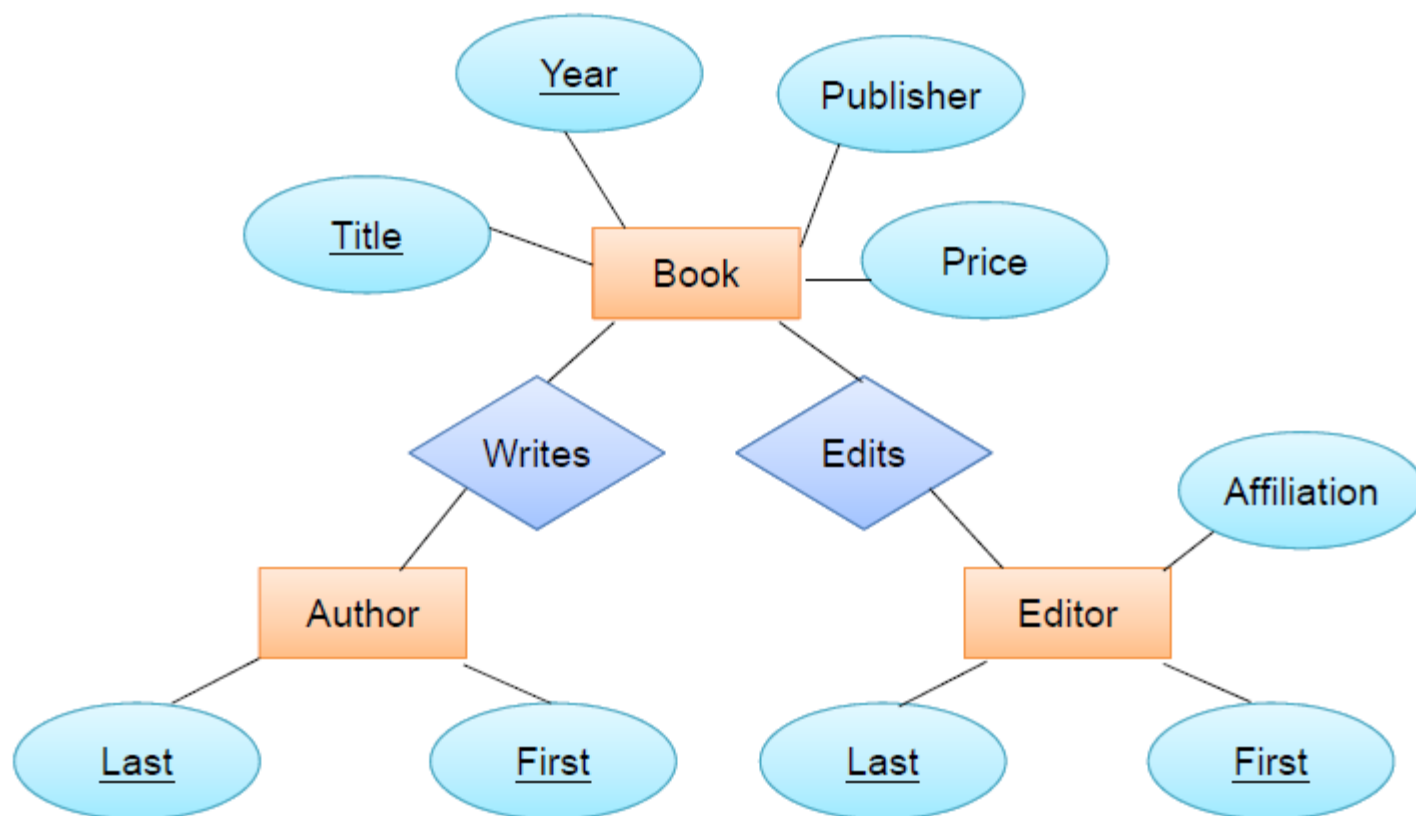 Year
Publisher
Title
Book
Price
Writes
Edits
Affiliation
Author
Editor
Last
First
Last
First